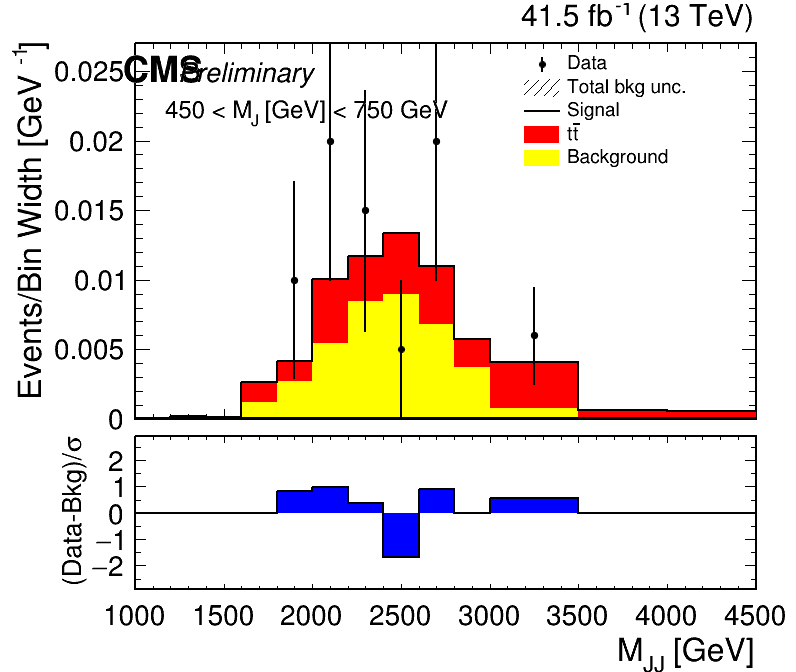 41.5 fb⁻¹ (13 TeV)
CMS Preliminary
450 < M_J [GeV] < 750 GeV
Data
Total bkg unc.
Signal
tt̄
Background
Events/Bin Width [GeV⁻¹]
0.025
0.02
0.015
0.01
0.005
0
(Data-Bkg)/σ
2
1
0
−1
−2
1000 1500 2000 2500 3000 3500 4000 4500
M_JJ [GeV]